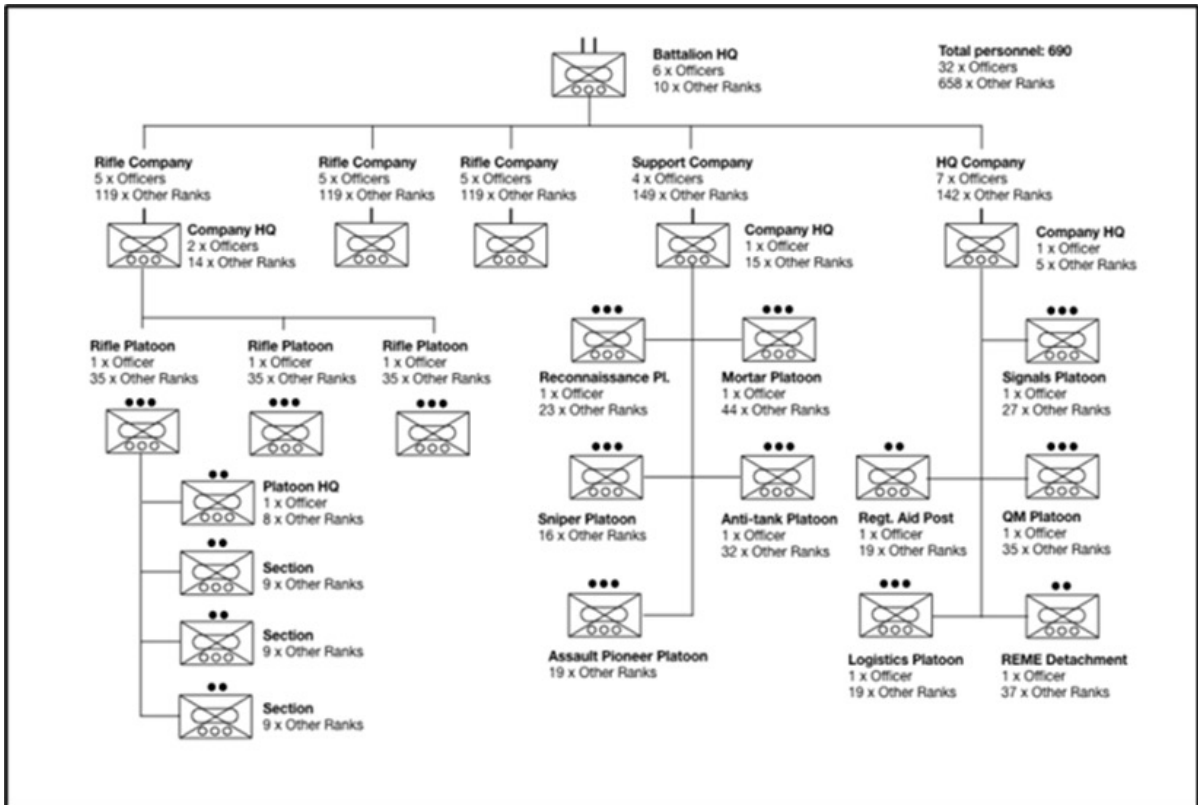 Battalion HQ
6 x Officers
10 x Other Ranks
Total personnel: 690
32 x Officers
658 x Other Ranks
Rifle Company
5 x Officers
119 x Other Ranks
Rifle Company
5 x Officers
119 x Other Ranks
Rifle Company
5 x Officers
119 x Other Ranks
Support Company
4 x Officers
149 x Other Ranks
HQ Company
7 x Officers
142 x Other Ranks
Company HQ
2 x Officers
14 x Other Ranks
Company HQ
1 x Officer
15 x Other Ranks
Company HQ
1 x Officer
5 x Other Ranks
Rifle Platoon
1 x Officer
35 x Other Ranks
Rifle Platoon
1 x Officer
35 x Other Ranks
Rifle Platoon
1 x Officer
35 x Other Ranks
Platoon HQ
1 x Officer
8 x Other Ranks
Section
9 x Other Ranks
Section
9 x Other Ranks
Section
9 x Other Ranks
Reconnaissance Pl.
1 x Officer
23 x Other Ranks
Mortar Platoon
1 x Officer
44 x Other Ranks
Sniper Platoon
16 x Other Ranks
Anti-tank Platoon
1 x Officer
32 x Other Ranks
Assault Pioneer Platoon
19 x Other Ranks
Signals Platoon
1 x Officer
27 x Other Ranks
Regt. Aid Post
1 x Officer
19 x Other Ranks
QM Platoon
1 x Officer
35 x Other Ranks
Logistics Platoon
1 x Officer
19 x Other Ranks
REME Detachment
1 x Officer
37 x Other Ranks